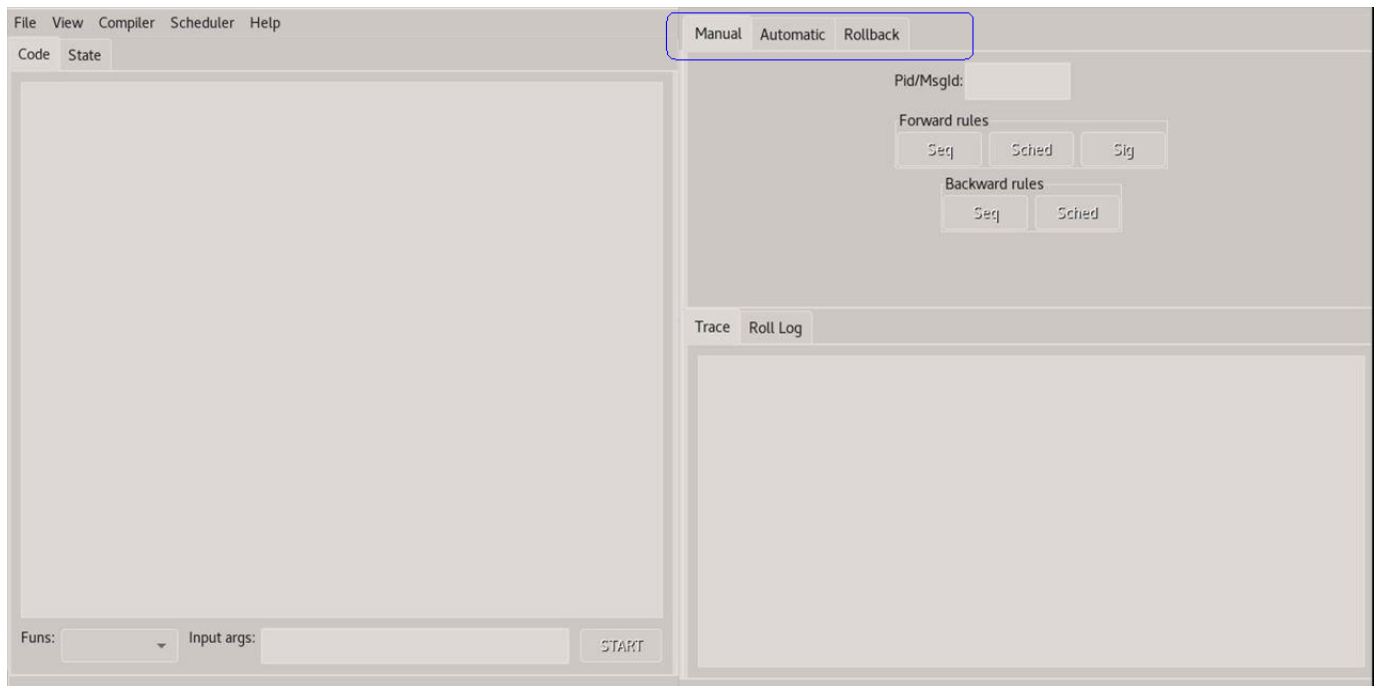 File View Compiler Scheduler Help
Code State
Funs: Input args: START
Manual Automatic Rollback
Pid/MsgId:
Forward rules
Seq Sched Sig
Backward rules
Seq Sched
Trace Roll Log